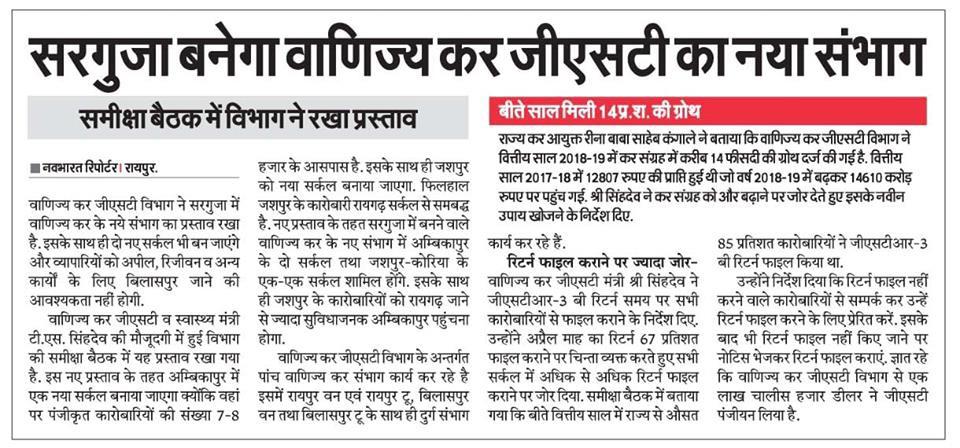 सरगुजा बनेगा वाणिज्य कर जीएसटी का नया संभाग
समीक्षा बैठक में विभाग ने रखा प्रस्ताव
बीते साल मिली 14प्र.श. की ग्रोथ
राज्य कर आयुक्त रीना बाबा साहेब कंगाले ने बताया कि वाणिज्य कर जीएसटी विभाग ने
वित्तीय साल 2018-19 में कर संग्रह में करीब 14 फीसदी की ग्रोथ दर्ज की गई है. वित्तीय
साल 2017-18 में 12807 रुपए की प्राप्ति हुई थी जो वर्ष 2018-19 में बढ़कर 14610 करोड़
रुपए पर पहुंच गई. श्री सिंहदेव ने कर संग्रह को और बढ़ाने पर जोर देते हुए इसके नवीन
उपाय खोजने के निर्देश दिए.
नवभारत रिपोर्टर। रायपुर.
वाणिज्य कर जीएसटी विभाग ने सरगुजा में
वाणिज्य कर के नये संभाग का प्रस्ताव रखा
है. इसके साथ ही दो नए सर्कल भी बन जाएंगे
और व्यापारियों को अपील, रिजीवन व अन्य
कार्यों के लिए बिलासपुर जाने की
आवश्यकता नहीं होगी.
वाणिज्य कर जीएसटी व स्वास्थ्य मंत्री
टी.एस. सिंहदेव की मौजूदगी में हुई विभाग
की समीक्षा बैठक में यह प्रस्ताव रखा गया
है. इस नए प्रस्ताव के तहत अम्बिकापुर में
एक नया सर्कल बनाया जाएगा क्योंकि वहां
पर पंजीकृत कारोबारियों की संख्या 7-8
हजार के आसपास है. इसके साथ ही जशपुर
को नया सर्कल बनाया जाएगा. फिलहाल
जशपुर के कारोबारी रायगढ़ सर्कल से समबद्ध
है. नए प्रस्ताव के तहत सरगुजा में बनने वाले
वाणिज्य कर के नए संभाग में अम्बिकापुर
के दो सर्कल तथा जशपुर-कोरिया के
एक-एक सर्कल शामिल होंगे. इसके साथ
ही जशपुर के कारोबारियों को रायगढ़ जाने
से ज्यादा सुविधाजनक अम्बिकापुर पहुंचना
होगा.
वाणिज्य कर जीएसटी विभाग के अन्तर्गत
पांच वाणिज्य कर संभाग कार्य कर रहे है
इसमें रायपुर वन एवं रायपुर टू, बिलासपुर
वन तथा बिलासपुर टू के साथ ही दुर्ग संभाग
कार्य कर रहे हैं.
रिटर्न फाइल कराने पर ज्यादा जोर-
वाणिज्य कर जीएसटी मंत्री श्री सिंहदेव ने
जीएसटीआर-3 बी रिटर्न समय पर सभी
कारोबारियों से फाइल कराने के निर्देश दिए.
उन्होंने अप्रैल माह का रिटर्न 67 प्रतिशत
फाइल कराने पर चिन्ता व्यक्त करते हुए सभी
सर्कल में अधिक से अधिक रिटर्न फाइल
कराने पर जोर दिया. समीक्षा बैठक में बताया
गया कि बीते वित्तीय साल में राज्य से औसत
85 प्रतिशत कारोबारियों ने जीएसटीआर-3
बी रिटर्न फाइल किया था.
उन्होंने निर्देश दिया कि रिटर्न फाइल नहीं
करने वाले कारोबारियों से सम्पर्क कर उन्हें
रिटर्न फाइल करने के लिए प्रेरित करें. इसके
बाद भी रिटर्न फाइल नहीं किए जाने पर
नोटिस भेजकर रिटर्न फाइल कराएं. ज्ञात रहे
कि वाणिज्य कर जीएसटी विभाग से एक
लाख चालीस हजार डीलर ने जीएसटी
पंजीयन लिया है.